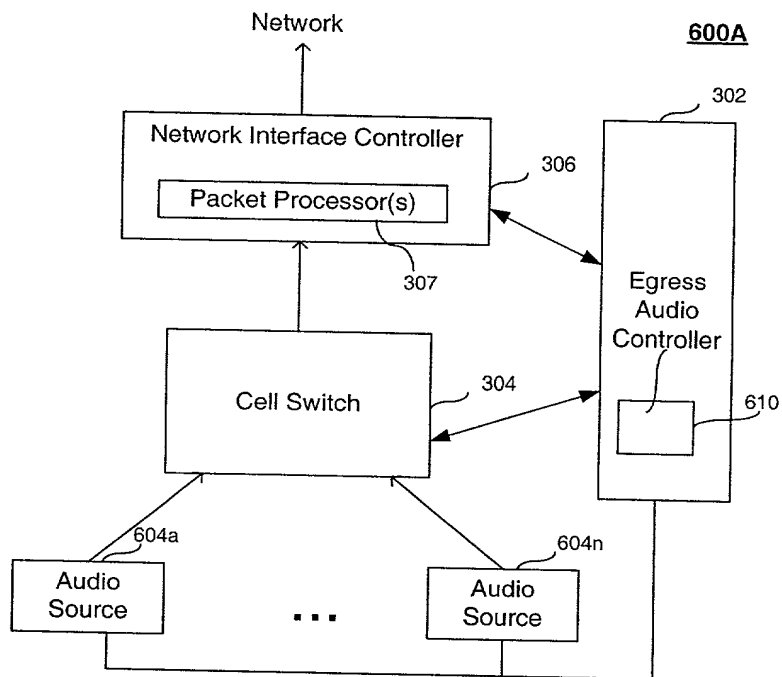 Network
600A
302
Network Interface Controller
306
Packet Processor(s)
307
Egress
Audio
Controller
304
Cell Switch
610
604a
604n
Audio
Source
...
Audio
Source